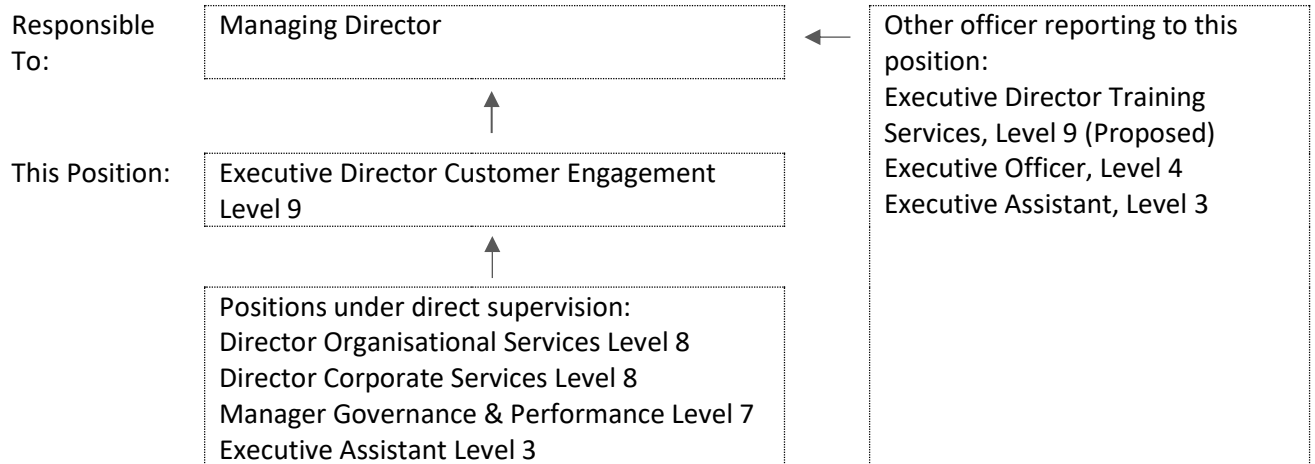 Responsible
To:
Managing Director
Other officer reporting to this
position:
Executive Director Training
Services, Level 9 (Proposed)
Executive Officer, Level 4
Executive Assistant, Level 3
This Position:
Executive Director Customer Engagement
Level 9
Positions under direct supervision:
Director Organisational Services Level 8
Director Corporate Services Level 8
Manager Governance & Performance Level 7
Executive Assistant Level 3